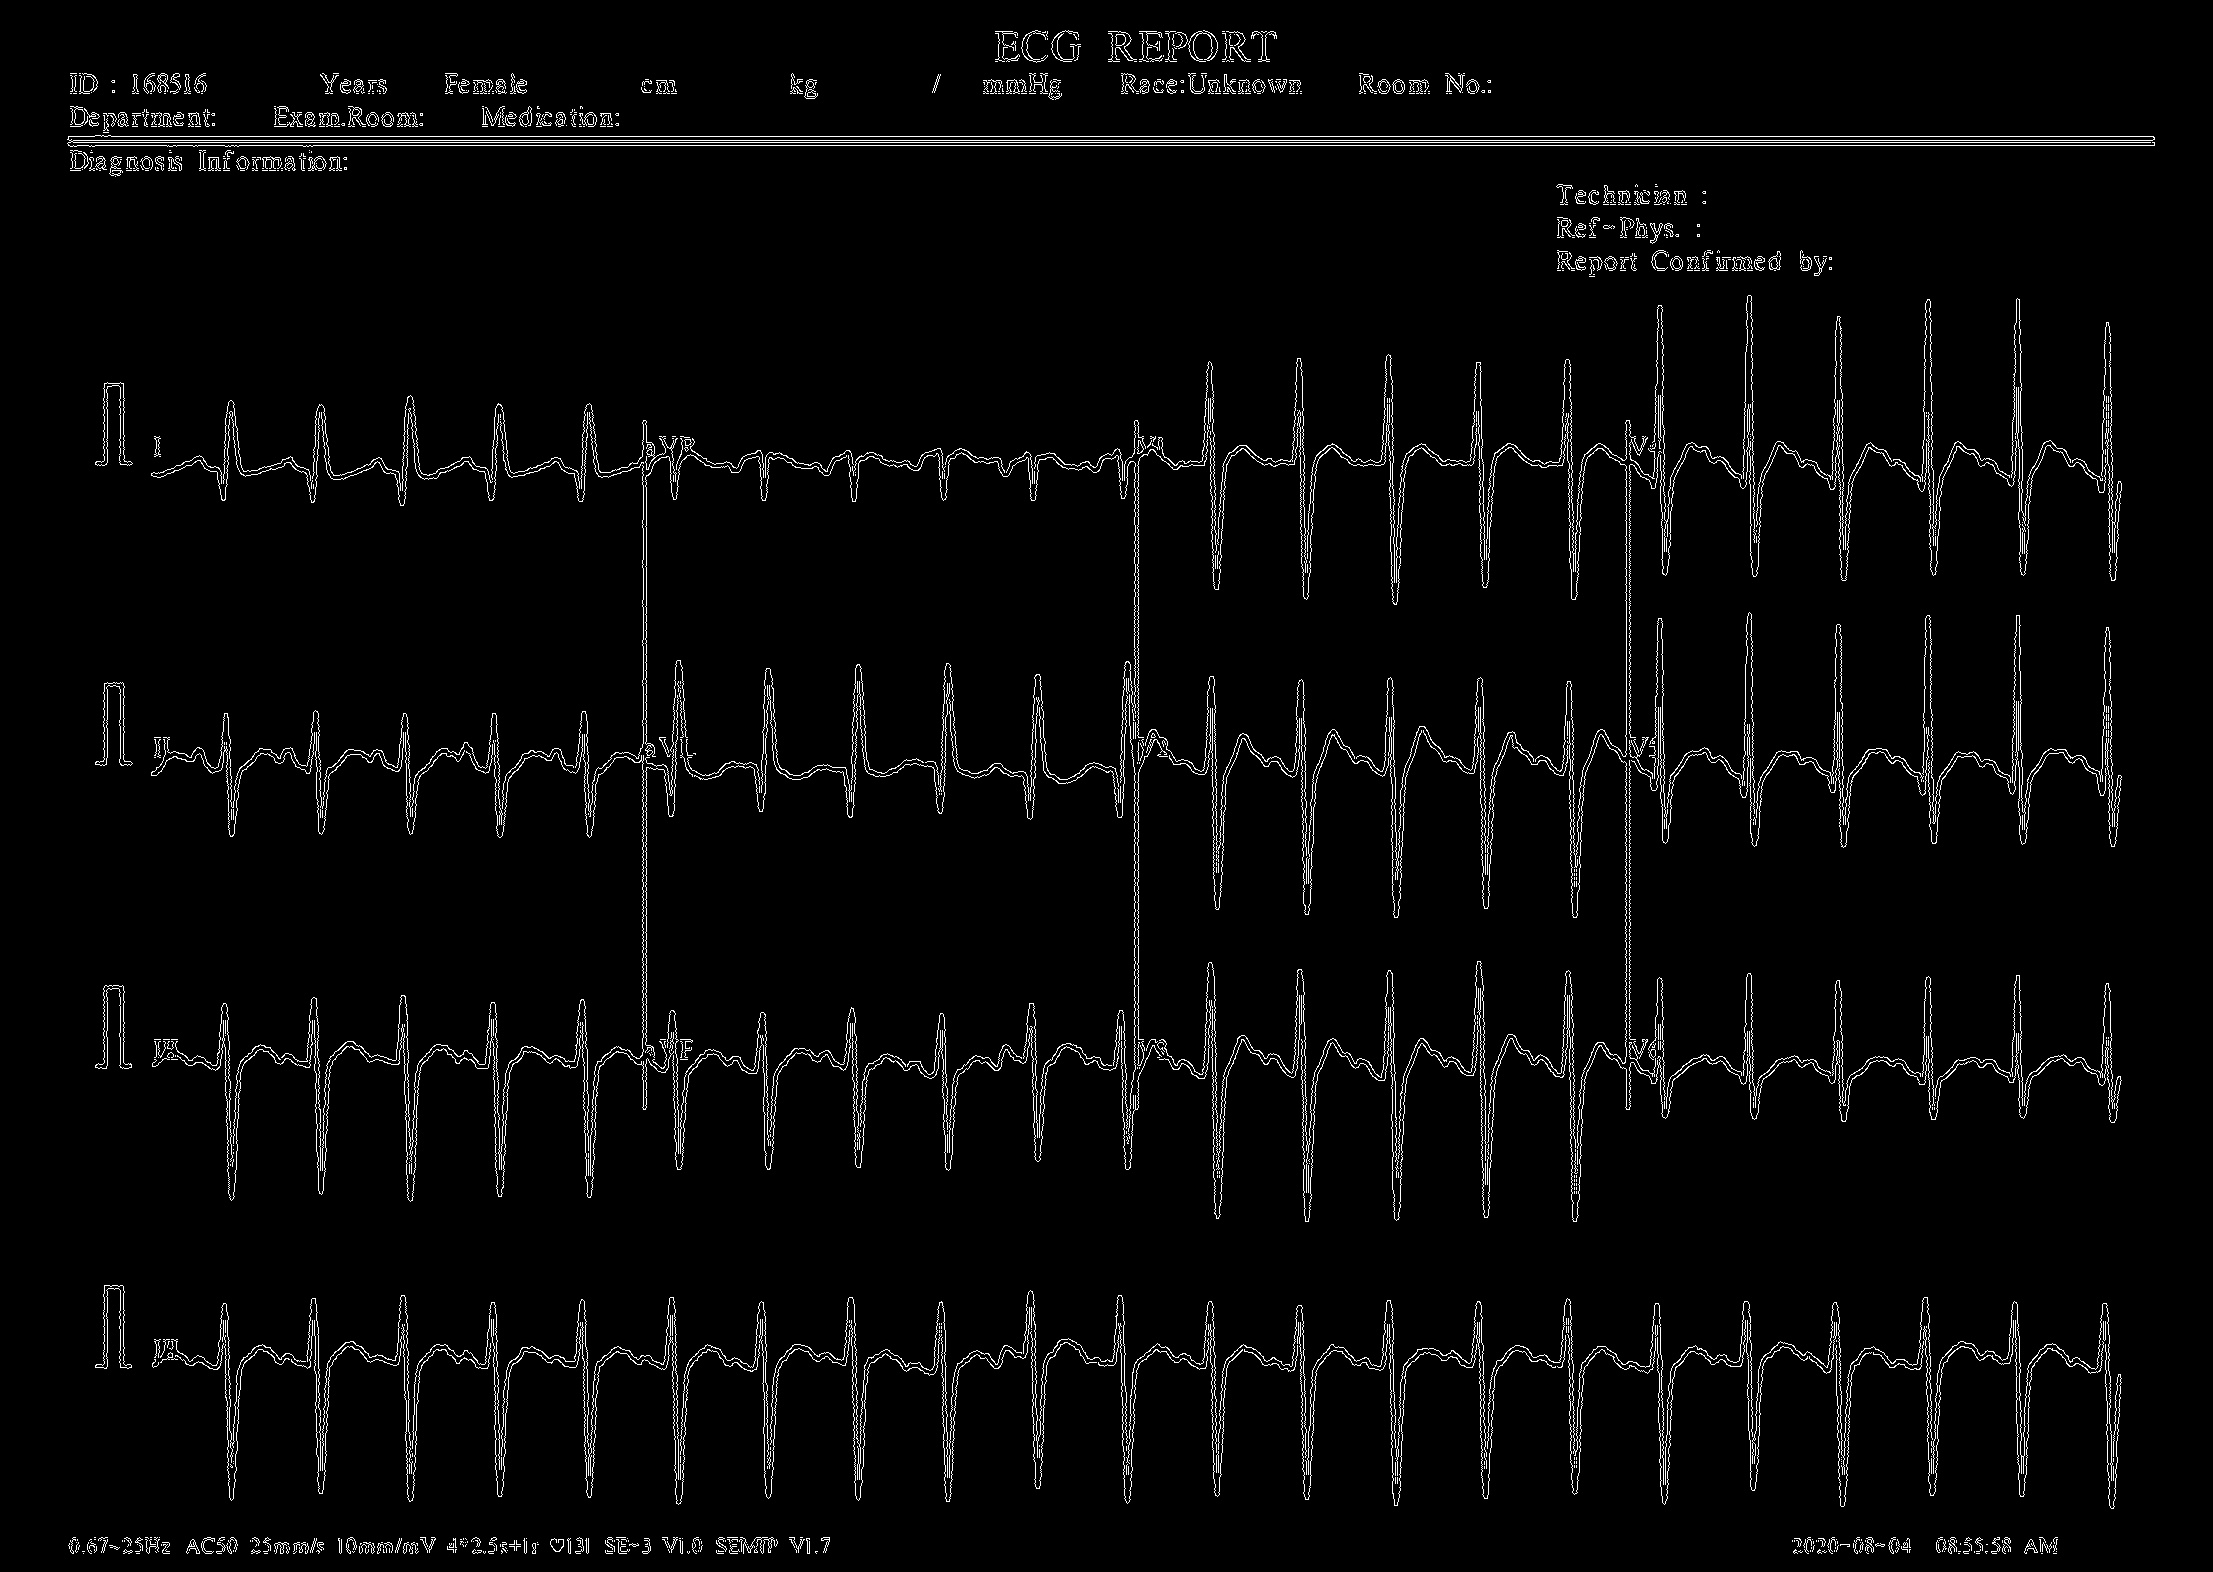 ECG REPORT
ID : 168516 Years Female cm kg / mmHg Race:Unknown Room No.:
Department: Exam.Room: Medication:
Diagnosis Information:
Technician :
Ref-Phys. :
Report Confirmed by:
I aVR V1 V4
II aVL V2 V5
III aVF V3 V6
0.67~25Hz AC50 25mm/s 10mm/mV 4*2.5s+1r ♡131 SE-3 V1.0 V1.7
2020-08-04 08:55:58 AM